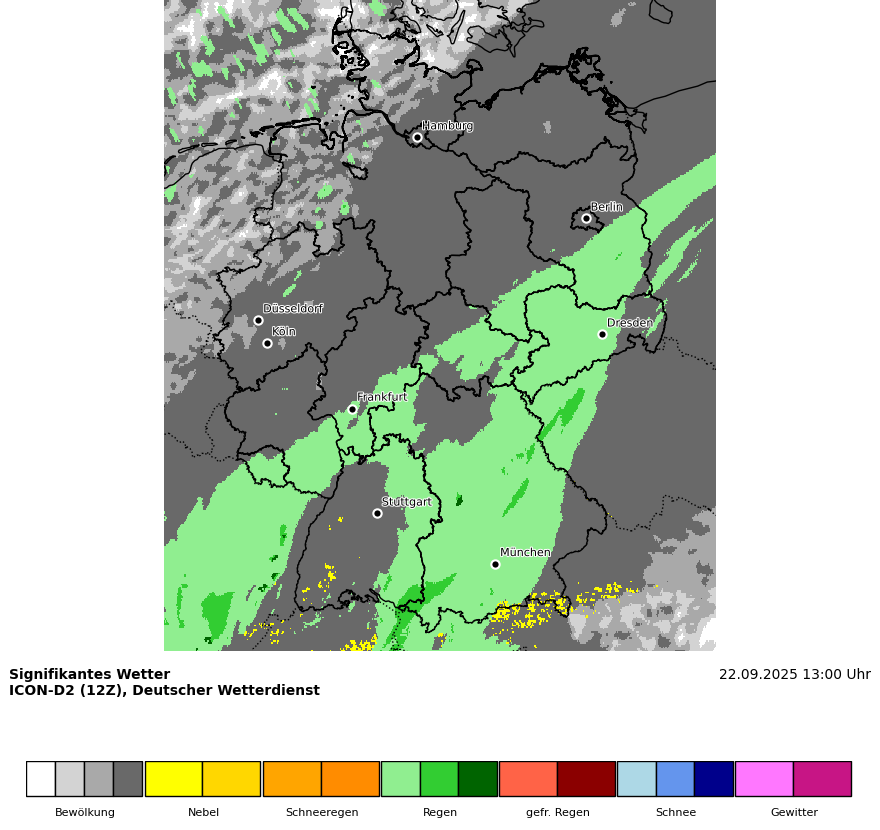 Hamburg
Berlin
Düsseldorf
Köln
Dresden
Frankfurt
Stuttgart
München
Signifikantes Wetter
22.09.2025 13:00 Uhr
ICON-D2 (12Z), Deutscher Wetterdienst
Bewölkung Nebel Schneeregen Regen gefr. Regen Schnee Gewitter